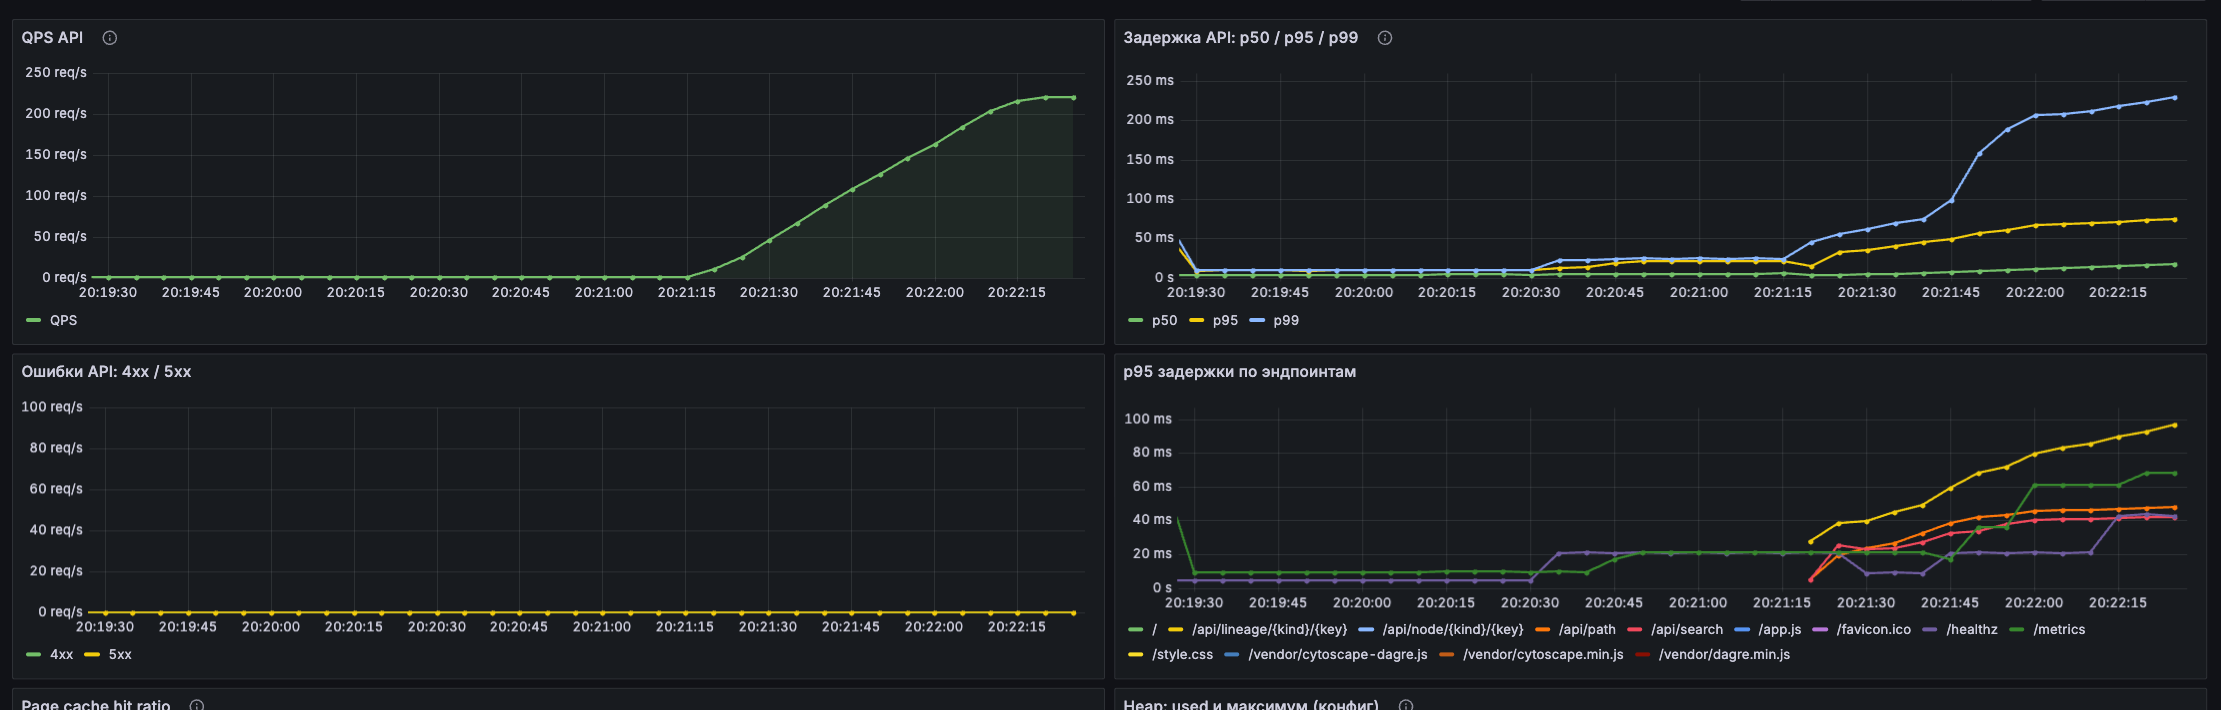 QPS API
250 req/s
200 req/s
150 req/s
100 req/s
50 req/s
0 req/s
20:19:30 20:19:45 20:20:00 20:20:15 20:20:30 20:20:45 20:21:00 20:21:15 20:21:30 20:21:45 20:22:00 20:22:15
QPS
Задержка API: p50 / p95 / p99
250 ms
200 ms
150 ms
100 ms
50 ms
0 s
20:19:30 20:19:45 20:20:00 20:20:15 20:20:30 20:20:45 20:21:00 20:21:15 20:21:30 20:21:45 20:22:00 20:22:15
p50 p95 p99
Ошибки API: 4xx / 5xx
100 req/s
80 req/s
60 req/s
40 req/s
20 req/s
0 req/s
20:19:30 20:19:45 20:20:00 20:20:15 20:20:30 20:20:45 20:21:00 20:21:15 20:21:30 20:21:45 20:22:00 20:22:15
4xx 5xx
p95 задержки по эндпоинтам
100 ms
80 ms
60 ms
40 ms
20 ms
0 s
20:19:30 20:19:45 20:20:00 20:20:15 20:20:30 20:20:45 20:21:00 20:21:15 20:21:30 20:21:45 20:22:00 20:22:15
/ /api/lineage/{kind}/{key} /api/node/{kind}/{key} /api/path /api/search /app.js /favicon.ico /healthz /metrics
/style.css /vendor/cytoscape-dagre.js /vendor/cytoscape.min.js /vendor/dagre.min.js
Page cache hit ratio
Heap: used и максимум (конфиг)